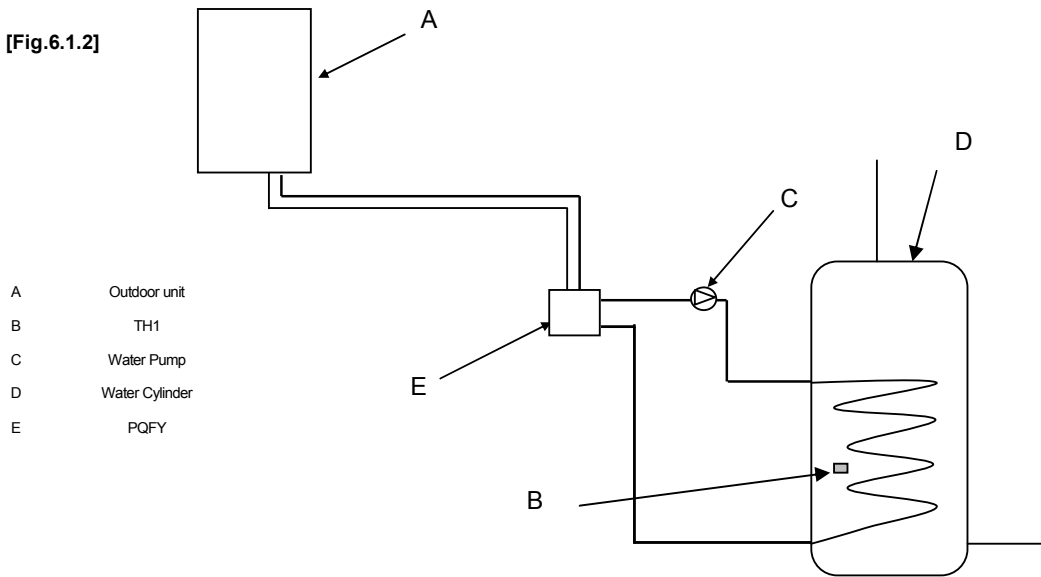 [Fig.6.1.2]
A
D
C
A Outdoor unit
B TH1
C Water Pump
D Water Cylinder
E PQFY
E
B